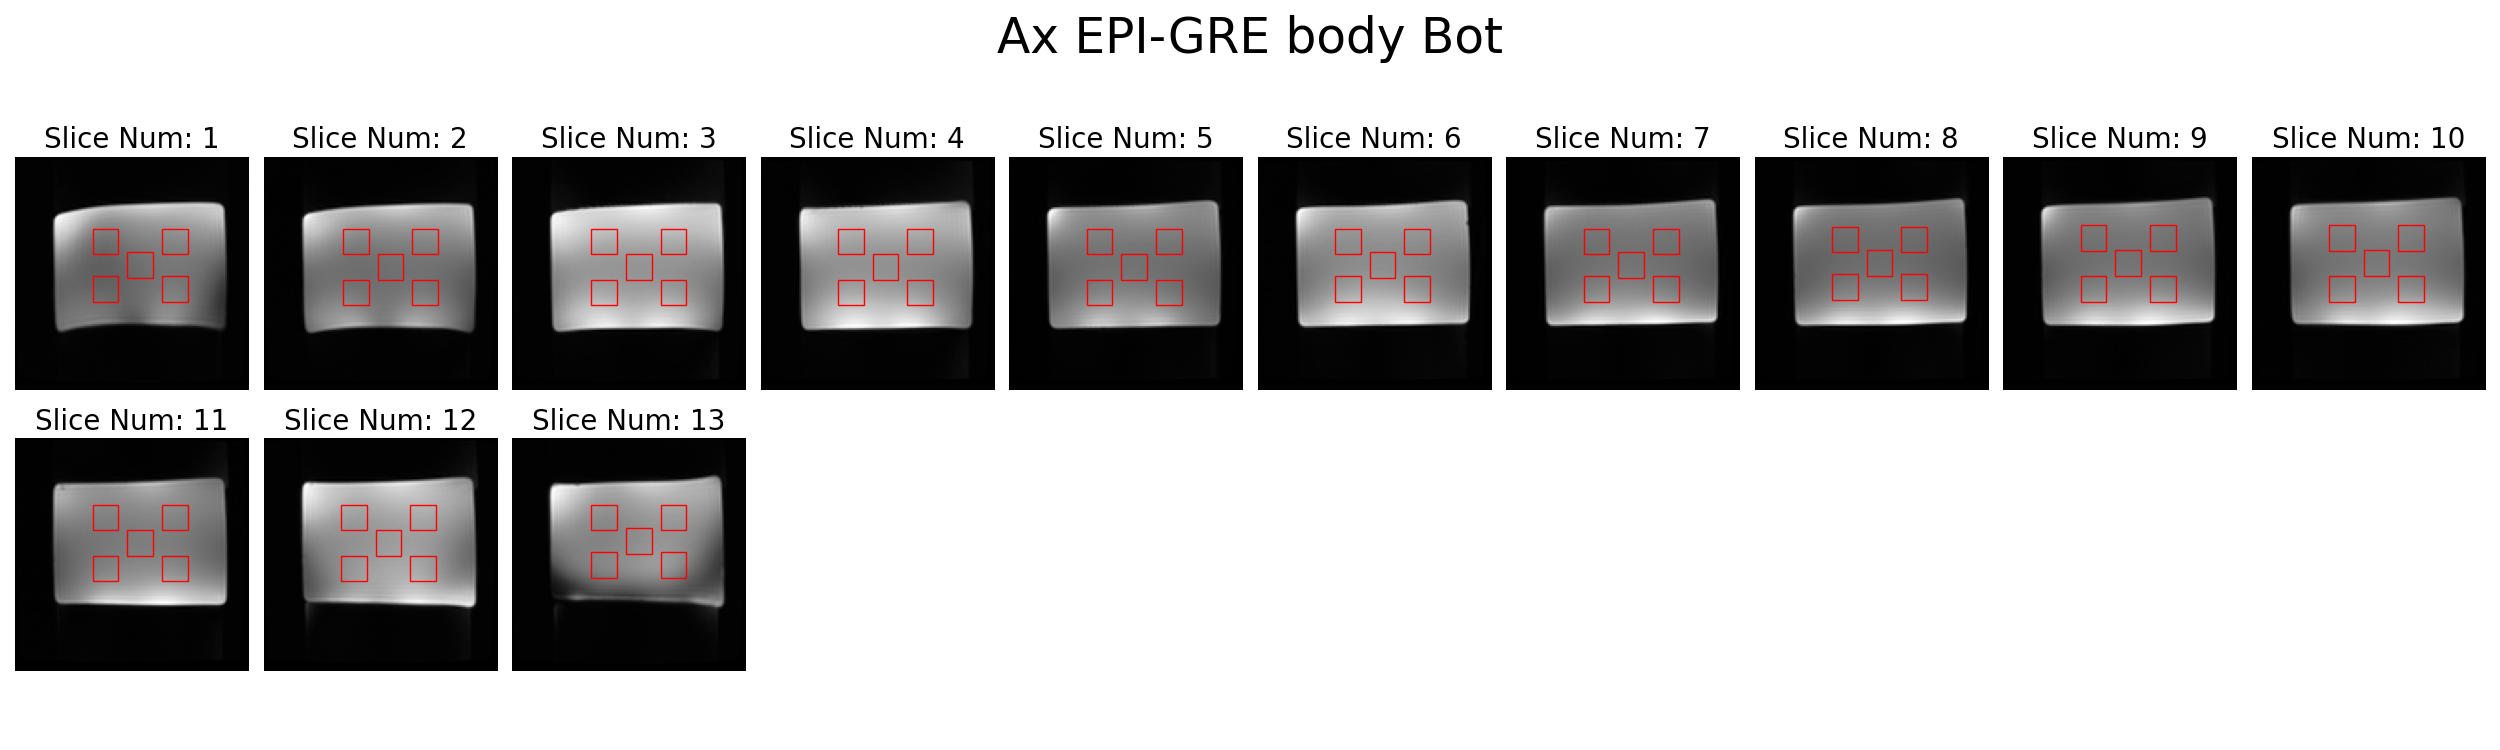 Ax EPI-GRE body Bot
Slice Num: 1
Slice Num: 2
Slice Num: 3
Slice Num: 4
Slice Num: 5
Slice Num: 6
Slice Num: 7
Slice Num: 8
Slice Num: 9
Slice Num: 10
Slice Num: 11
Slice Num: 12
Slice Num: 13